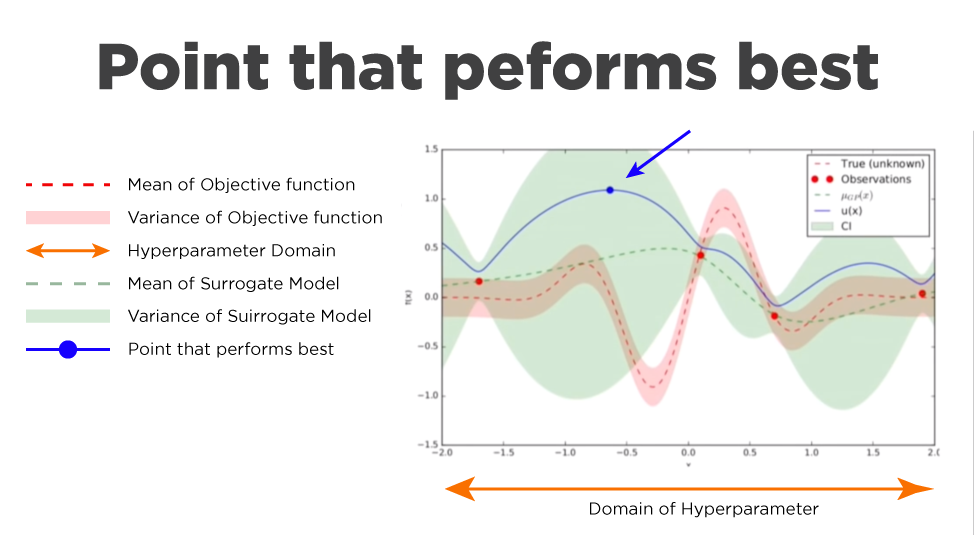 Point that peforms best
Mean of Objective function
Variance of Objective function
Hyperparameter Domain
Mean of Surrogate Model
Variance of Suirrogate Model
Point that performs best
1.5
1.0
0.5
0.0
−0.5
−1.0
−1.5
f(x)
True (unknown)
Observations
μGP(x)
u(x)
CI
−2.0 −1.5 −1.0 −0.5 0.0 0.5 1.0 1.5 2.0
Domain of Hyperparameter